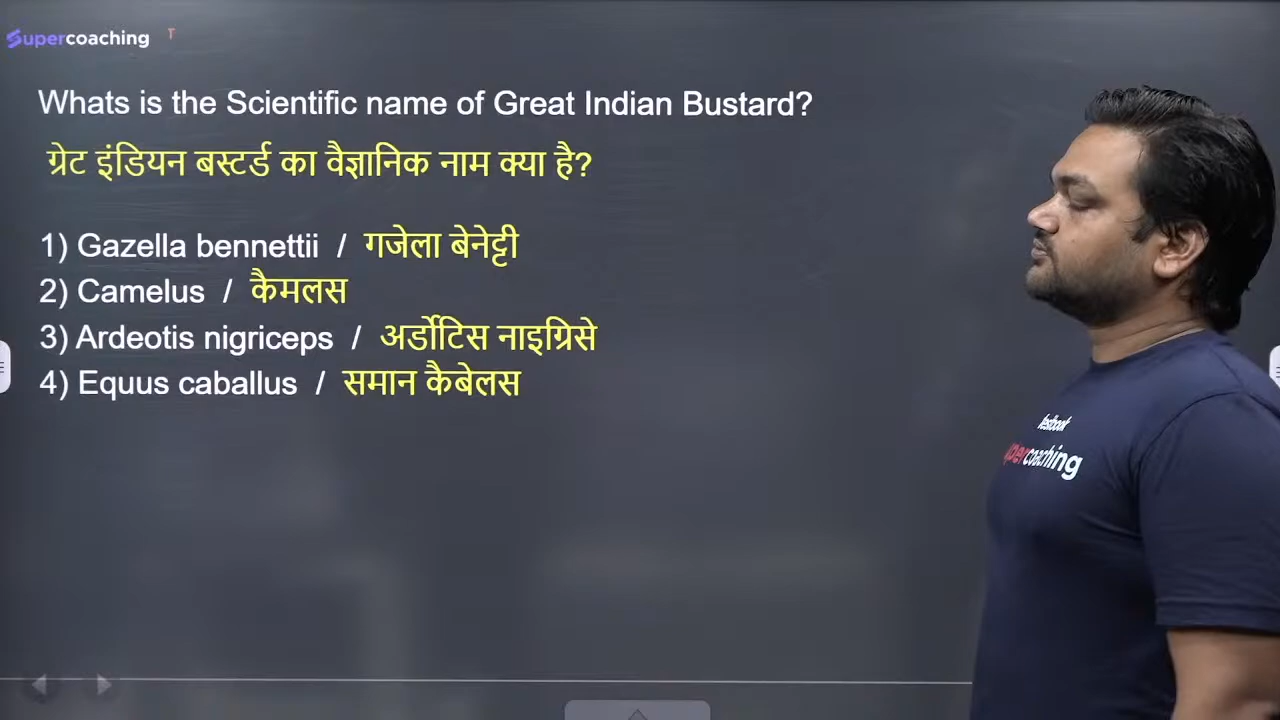 Supercoaching
Whats is the Scientific name of Great Indian Bustard?
ग्रेट इंडियन बस्टर्ड का वैज्ञानिक नाम क्या है?
1) Gazella bennettii / गजेला बेनेट्टी
2) Camelus / कैमलस
3) Ardeotis nigriceps / अर्डोटिस नाइग्रिसे
4) Equus caballus / समान कैबेलस
testbook
percoaching